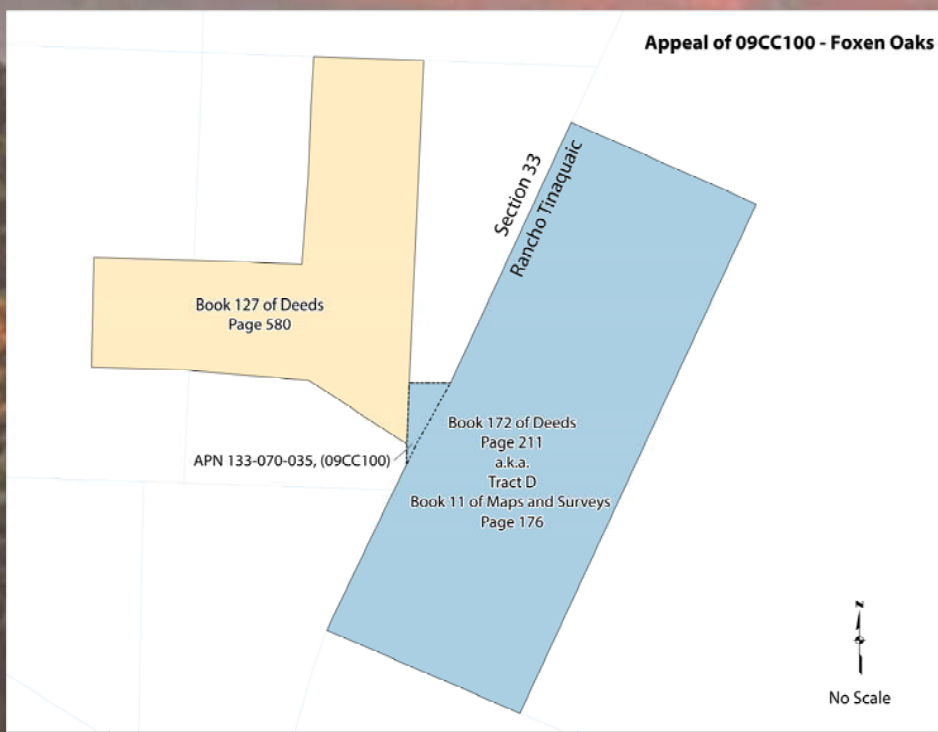 Appeal of 09CC100 - Foxen Oaks
Section 33
Rancho Tinaquaic
Book 127 of Deeds
Page 580
APN 133-070-035, (09CC100)
Book 172 of Deeds
Page 211
a.k.a.
Tract D
Book 11 of Maps and Surveys
Page 176
N
No Scale